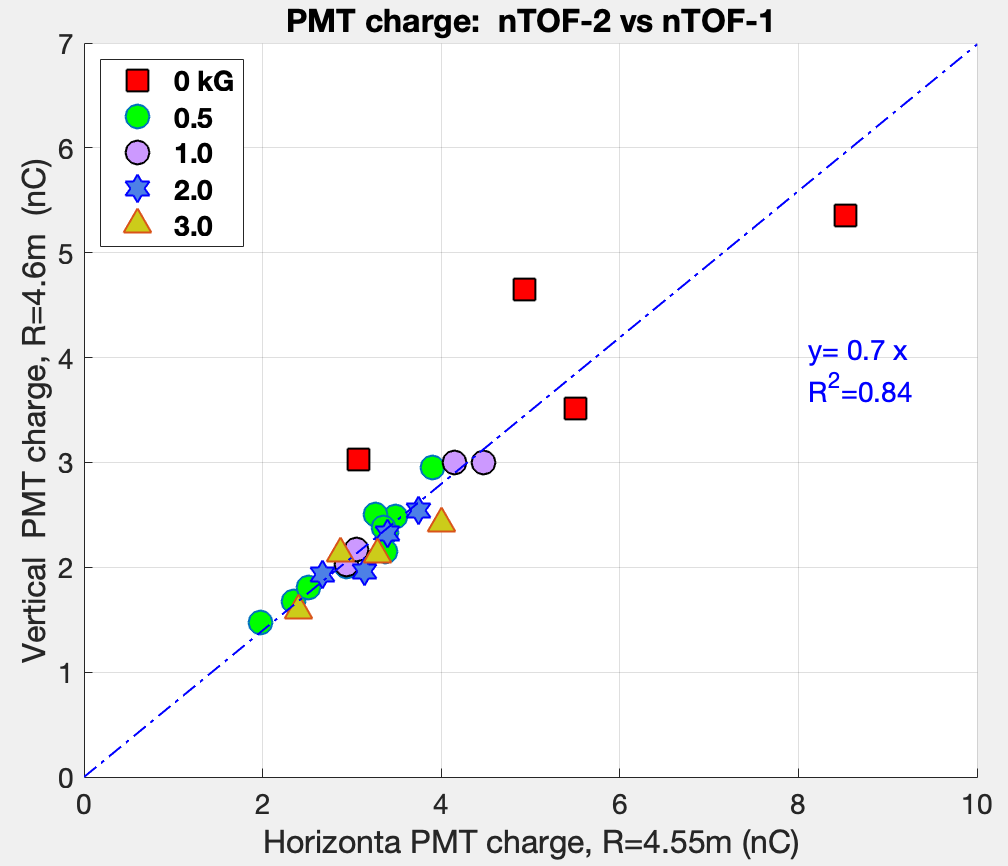 PMT charge:  nTOF-2 vs nTOF-1
7
6
5
4
3
2
1
0
0 kG
0.5
1.0
2.0
3.0
y= 0.7 x
R²=0.84
Vertical  PMT charge, R=4.6m  (nC)
0 2 4 6 8 10
Horizonta PMT charge, R=4.55m (nC)